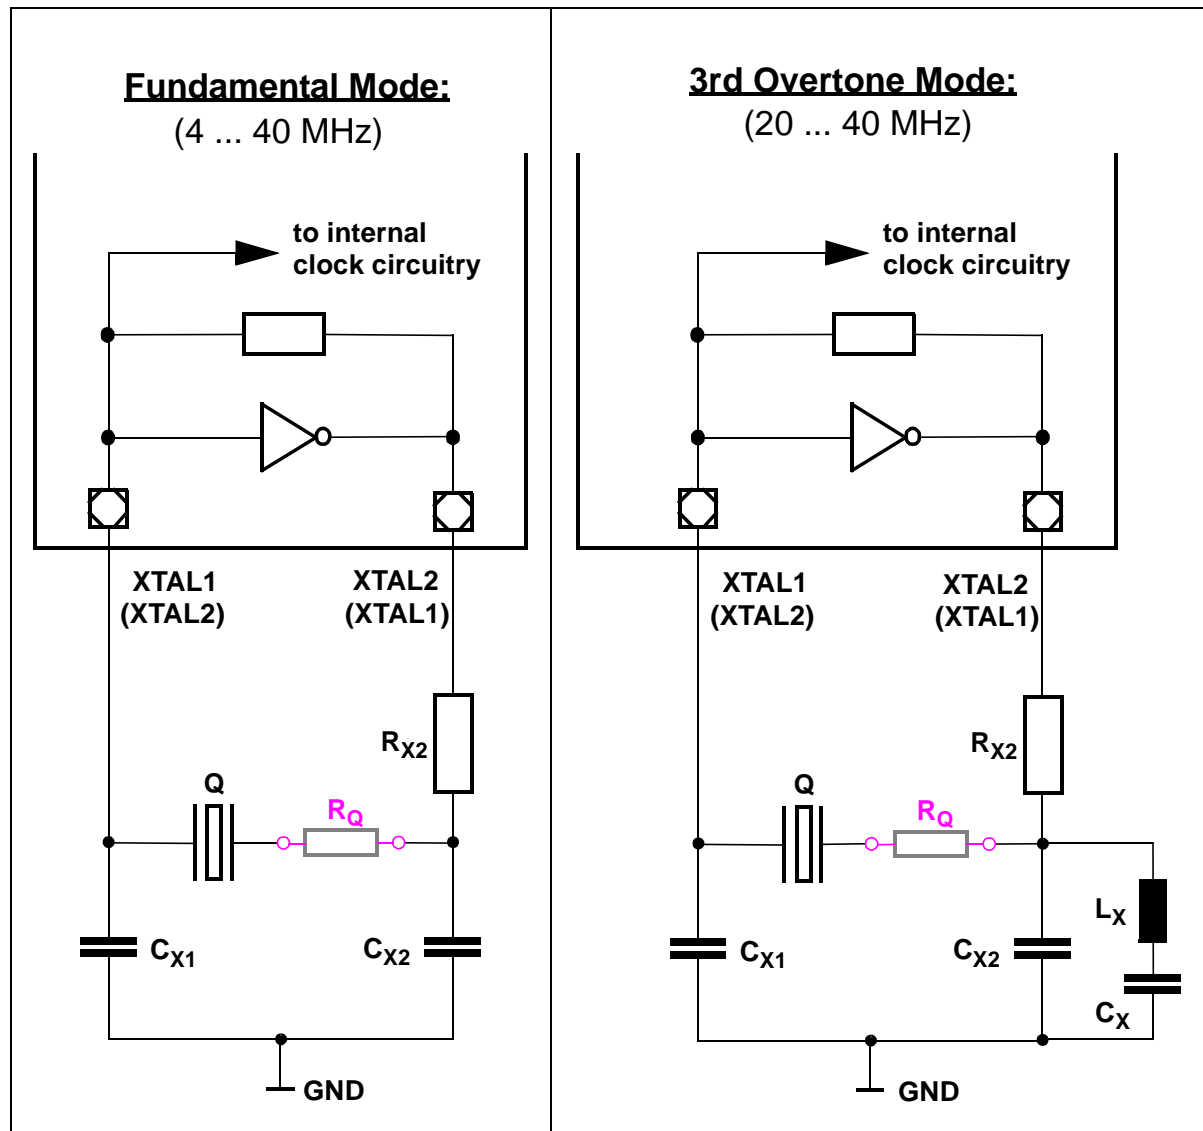 Fundamental Mode:
(4 ... 40 MHz)
to internal
clock circuitry
XTAL1
(XTAL2)
XTAL2
(XTAL1)
RX2
Q
RQ
CX1
CX2
GND
3rd Overtone Mode:
(20 ... 40 MHz)
to internal
clock circuitry
XTAL1
(XTAL2)
XTAL2
(XTAL1)
RX2
Q
RQ
LX
CX1
CX2
CX
GND